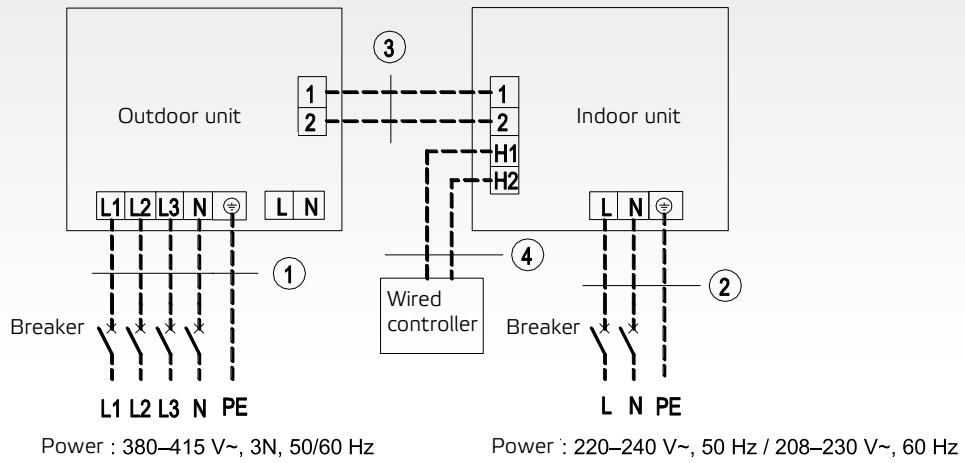 3
Outdoor unit
Indoor unit
1
2
1
2
H1
H2
L1 L2 L3 N
L N
L N
1
4
2
Wired
controller
Breaker
Breaker
L1 L2 L3 N PE
L N PE
Power : 380–415 V~, 3N, 50/60 Hz
Power : 220–240 V~, 50 Hz / 208–230 V~, 60 Hz